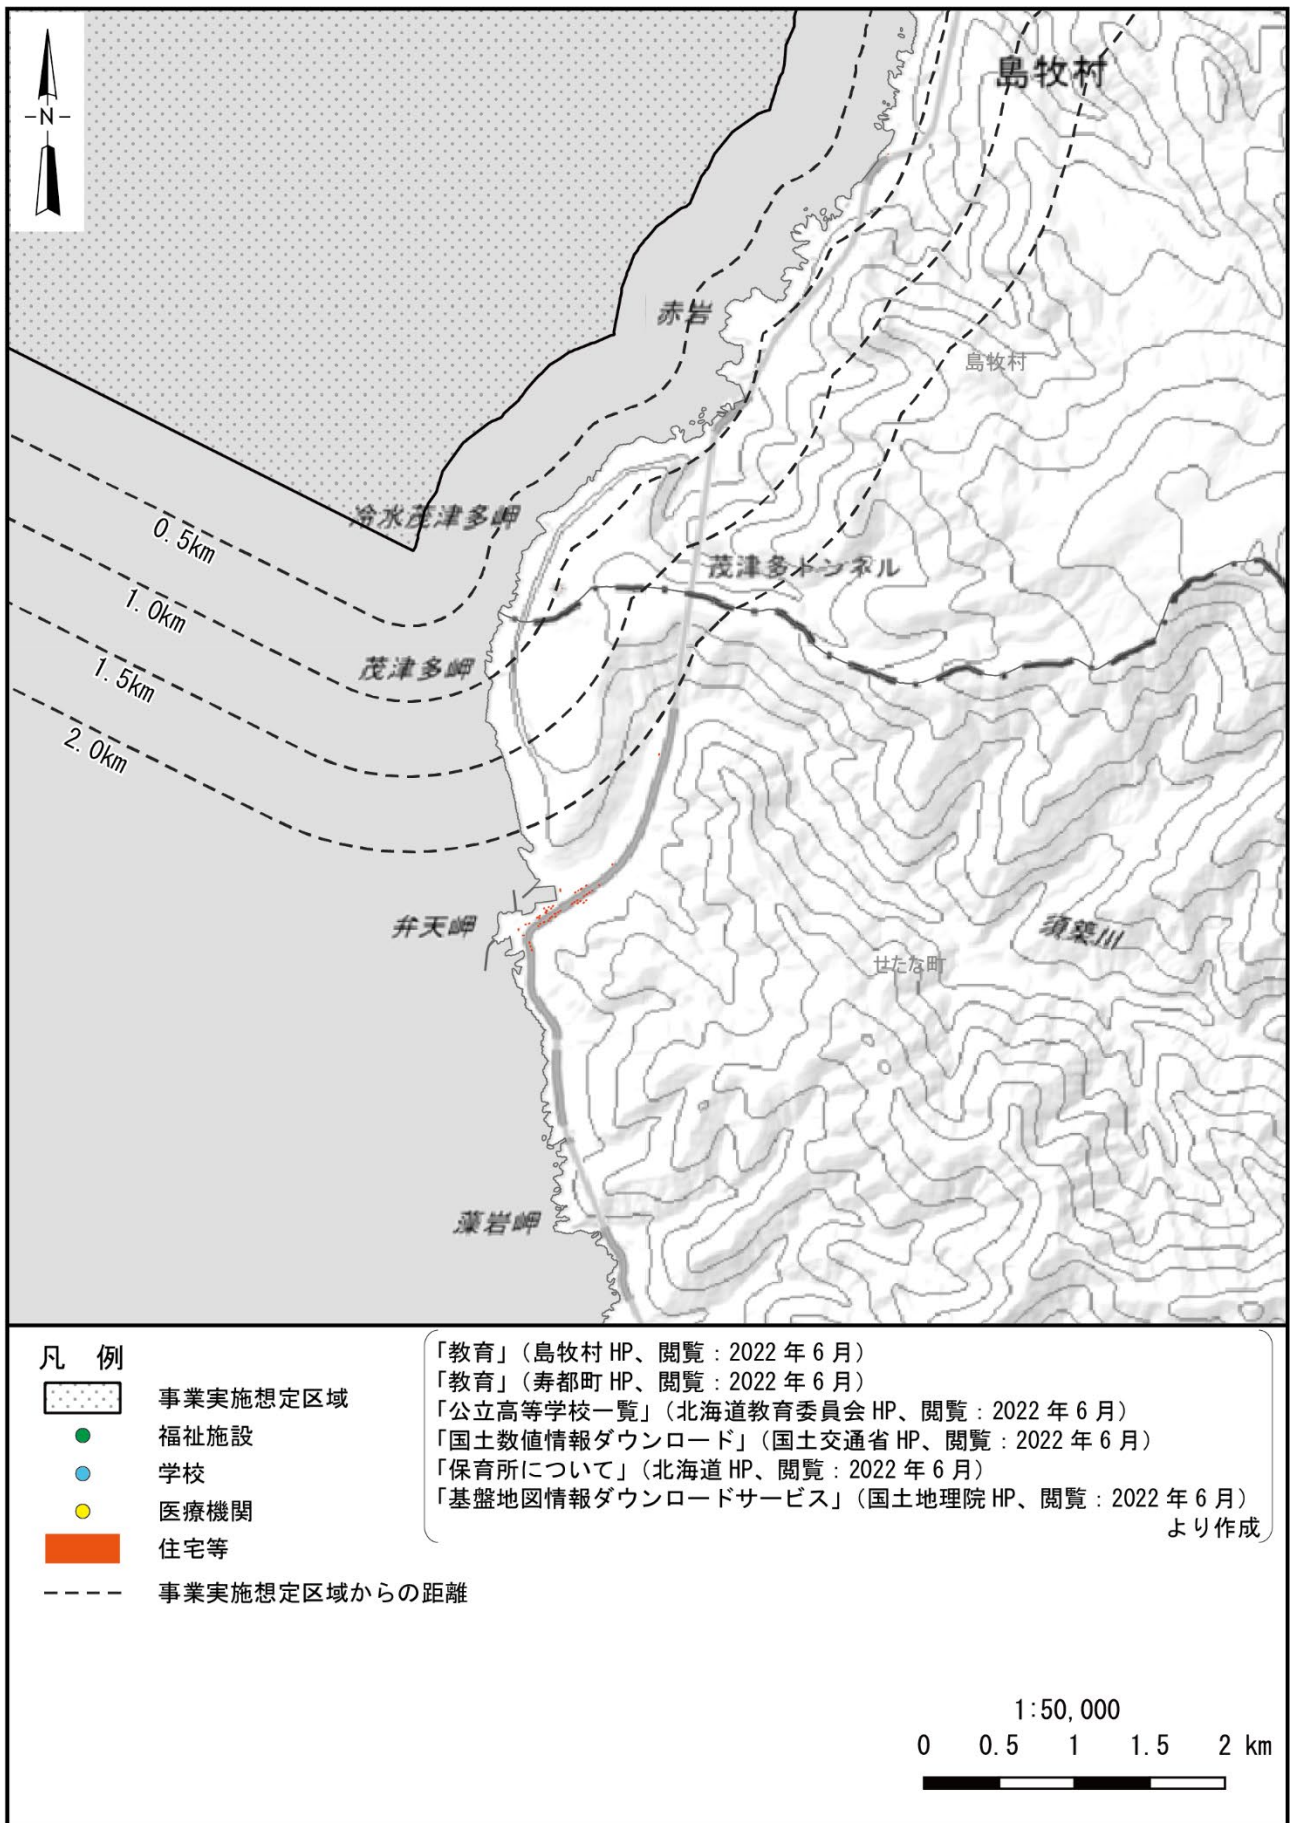 N
島牧村
赤岩
島牧村
冷水茂津多岬
0.5km
茂津多トンネル
1.0km
茂津多岬
1.5km
2.0km
弁天岬
須築川
せたな町
藻岩岬
凡 例
事業実施想定区域
福祉施設
学校
医療機関
住宅等
事業実施想定区域からの距離
「教育」（島牧村 HP、閲覧：2022 年 6 月）
「教育」（寿都町 HP、閲覧：2022 年 6 月）
「公立高等学校一覧」（北海道教育委員会 HP、閲覧：2022 年 6 月）
「国土数値情報ダウンロード」（国土交通省 HP、閲覧：2022 年 6 月）
「保育所について」（北海道 HP、閲覧：2022 年 6 月）
「基盤地図情報ダウンロードサービス」（国土地理院 HP、閲覧：2022 年 6 月）
より作成
1:50,000
0 0.5 1 1.5 2 km